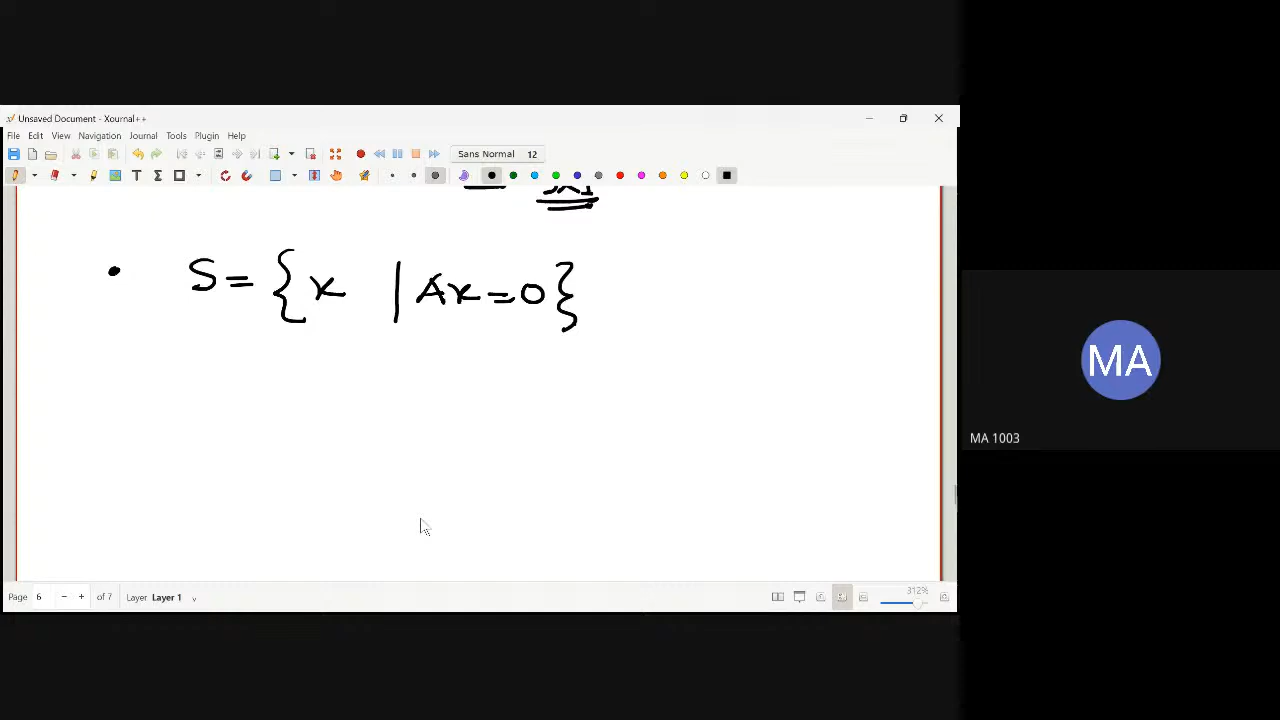 Unsaved Document - Xournal++
File Edit View Navigation Journal Tools Plugin Help
Sans Normal 12
• S = { x | Ax = 0 }
MA
MA 1003
Page 6 of 7 Layer Layer 1
312%